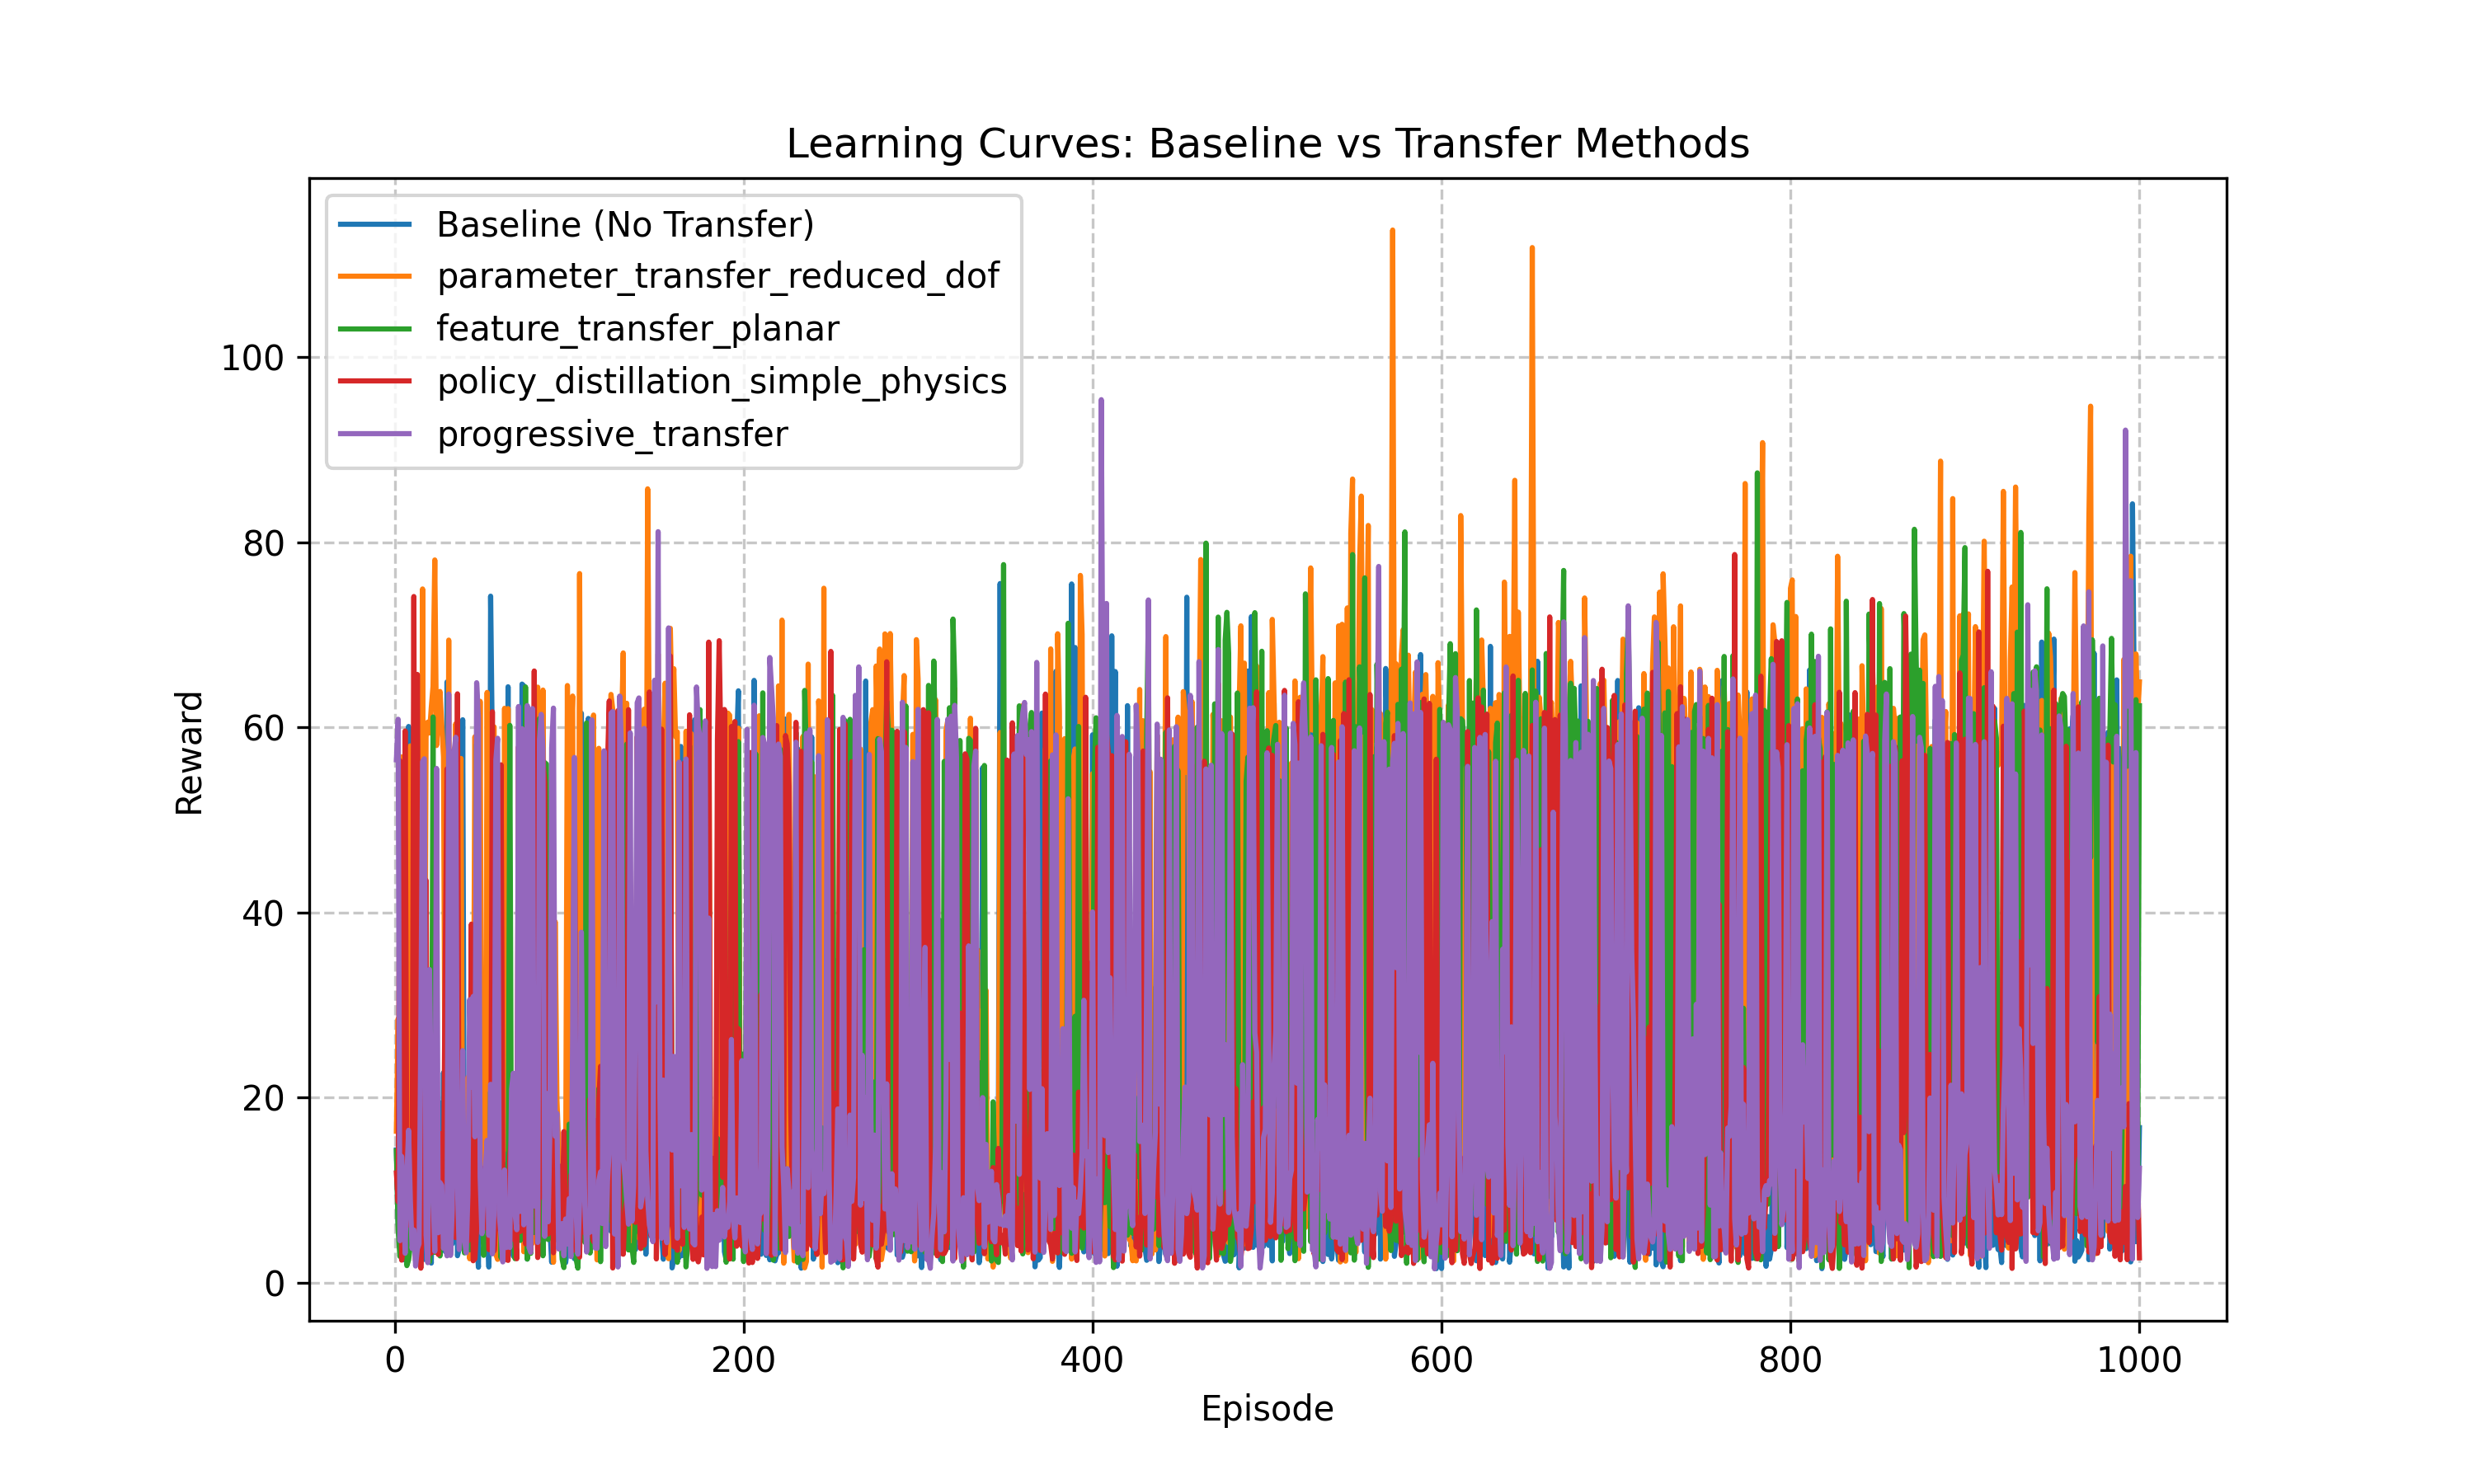 Learning Curves: Baseline vs Transfer Methods
Baseline (No Transfer)
parameter_transfer_reduced_dof
feature_transfer_planar
policy_distillation_simple_physics
progressive_transfer
100
80
60
40
20
0
Reward
0 200 400 600 800 1000
Episode